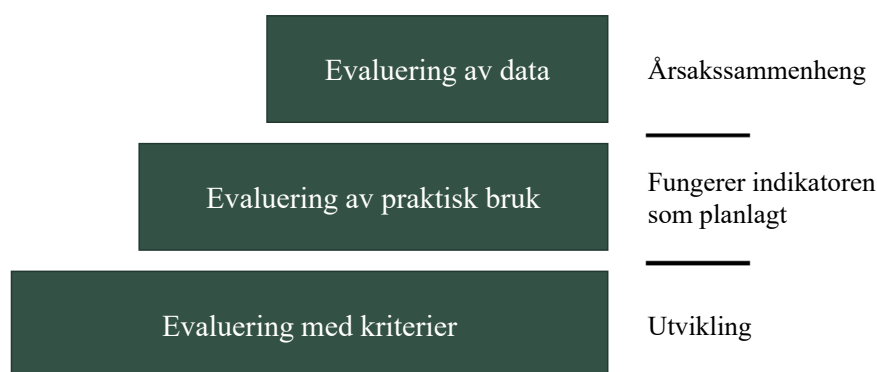 Evaluering av data
Årsakssammenheng
Evaluering av praktisk bruk
Fungerer indikatoren
som planlagt
Evaluering med kriterier
Utvikling